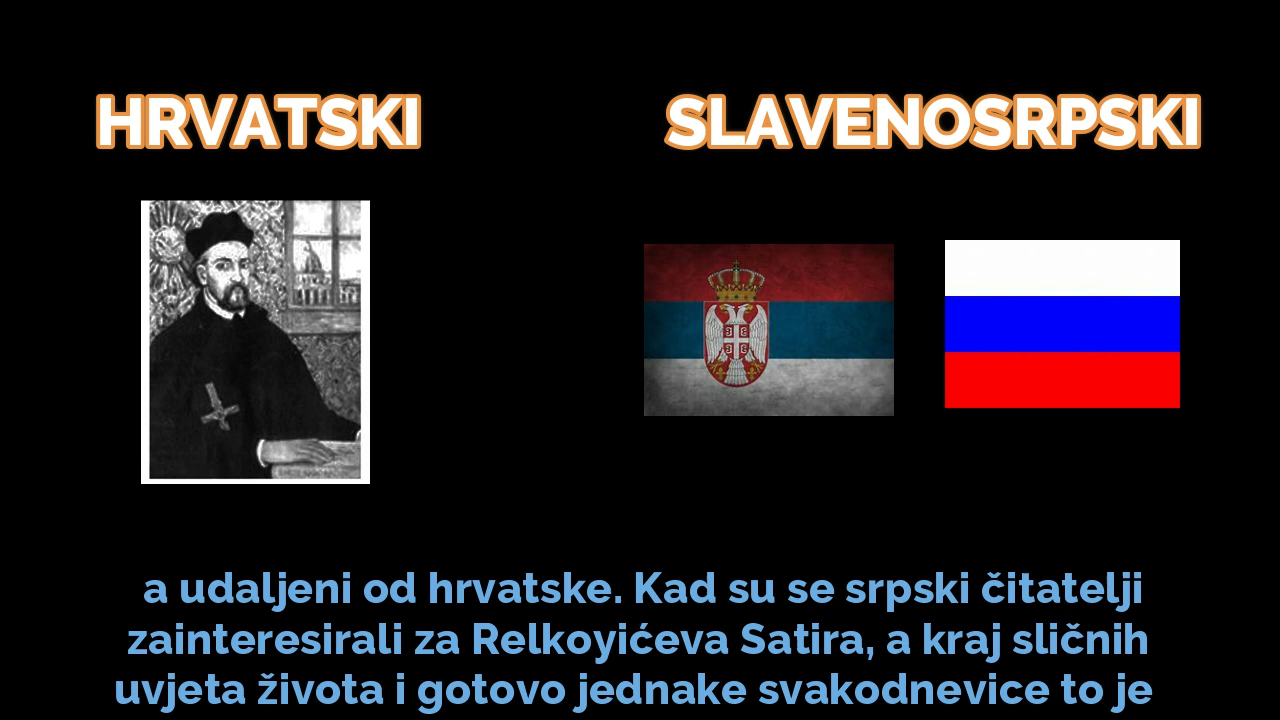 HRVATSKI
SLAVENOSRPSKI
a udaljeni od hrvatske. Kad su se srpski čitatelji
zainteresirali za Relkoyićeva Satira, a kraj sličnih
uvjeta života i gotovo jednake svakodnevice to je